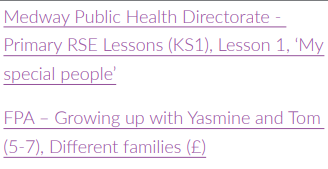 Medway Public Health Directorate -
Primary RSE Lessons (KS1), Lesson 1, ‘My
special people’
FPA – Growing up with Yasmine and Tom
(5-7), Different families (£)